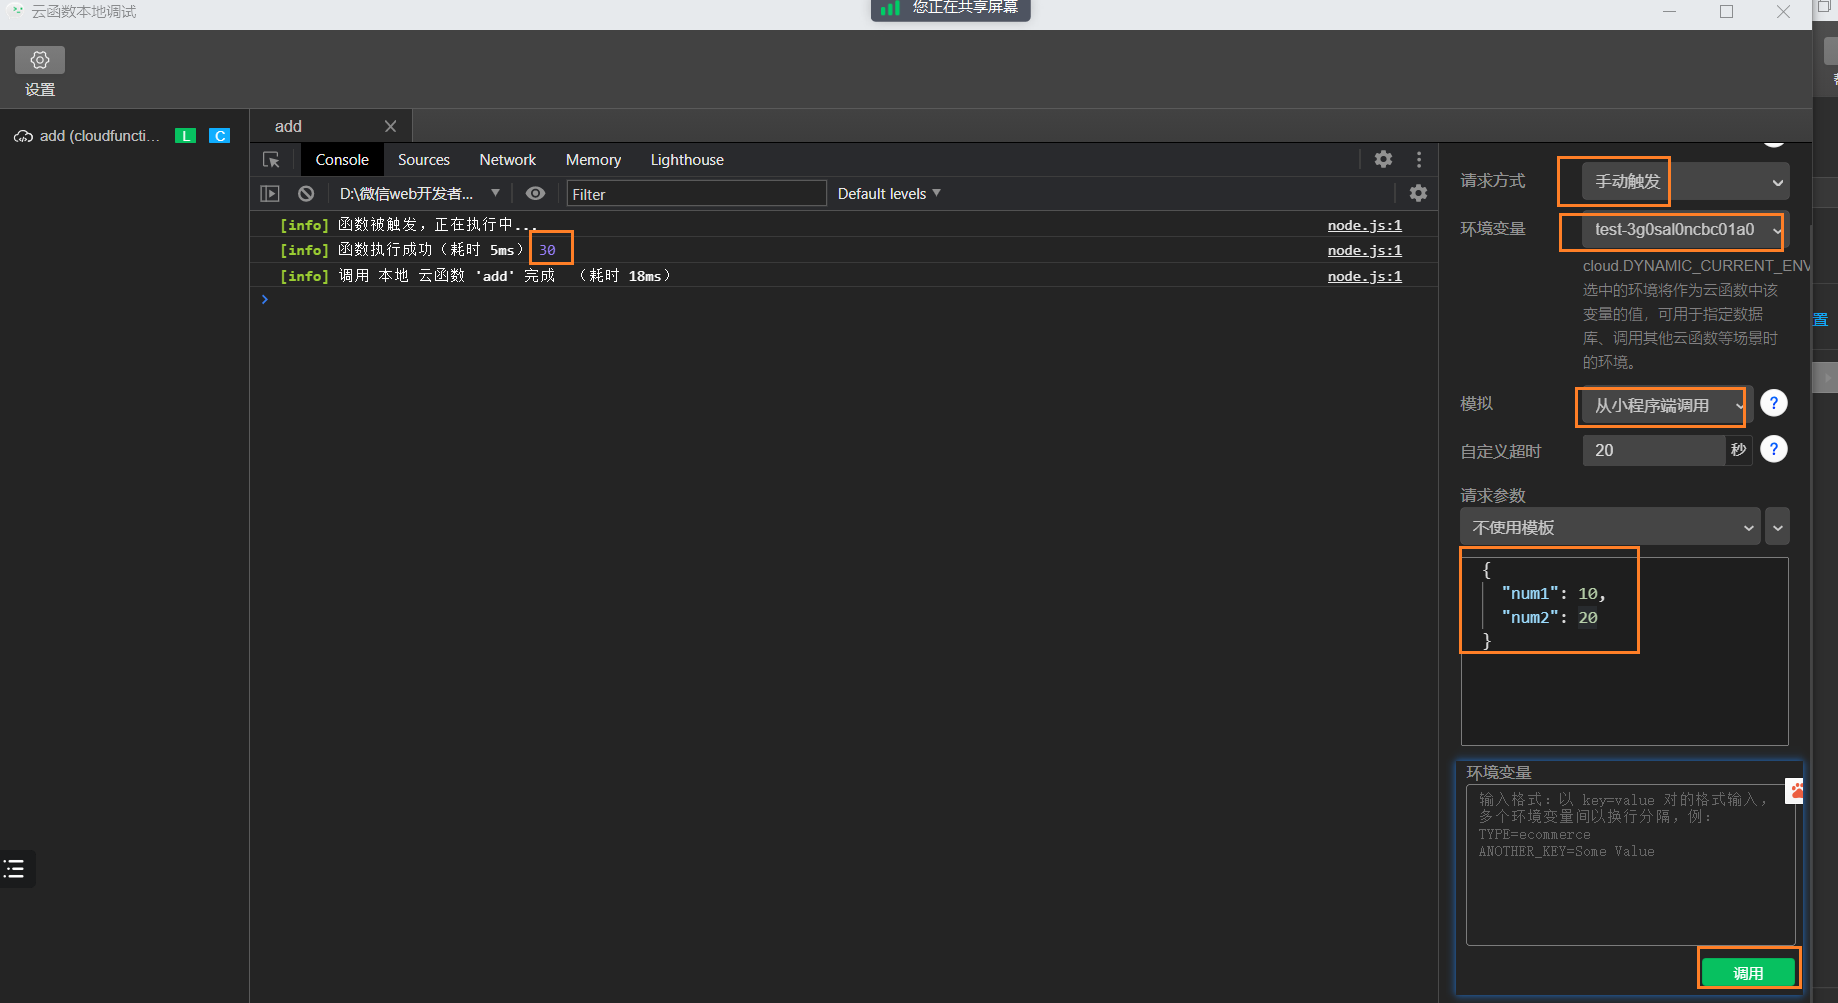 云函数本地调试
您正在共享屏幕
设置
add (cloudfuncti... L C
add
Console Sources Network Memory Lighthouse
D:\微信web开发者... Filter Default levels
[info] 函数被触发，正在执行中...
node.js:1
[info] 函数执行成功（耗时 5ms） 30
node.js:1
[info] 调用 本地 云函数 'add' 完成 （耗时 18ms）
node.js:1
请求方式 手动触发
环境变量 test-3g0sal0ncbc01a0
cloud.DYNAMIC_CURRENT_ENV
选中的环境将作为云函数中该
变量的值，可用于指定数据
库、调用其他云函数等场景时
的环境。
置
模拟 从小程序端调用 ?
自定义超时 20 秒 ?
请求参数
不使用模板
{
"num1": 10,
"num2": 20
}
环境变量
输入格式：以 key=value 对的格式输入，
多个环境变量间以换行分隔，例：
TYPE=ecommerce
ANOTHER_KEY=Some Value
调用